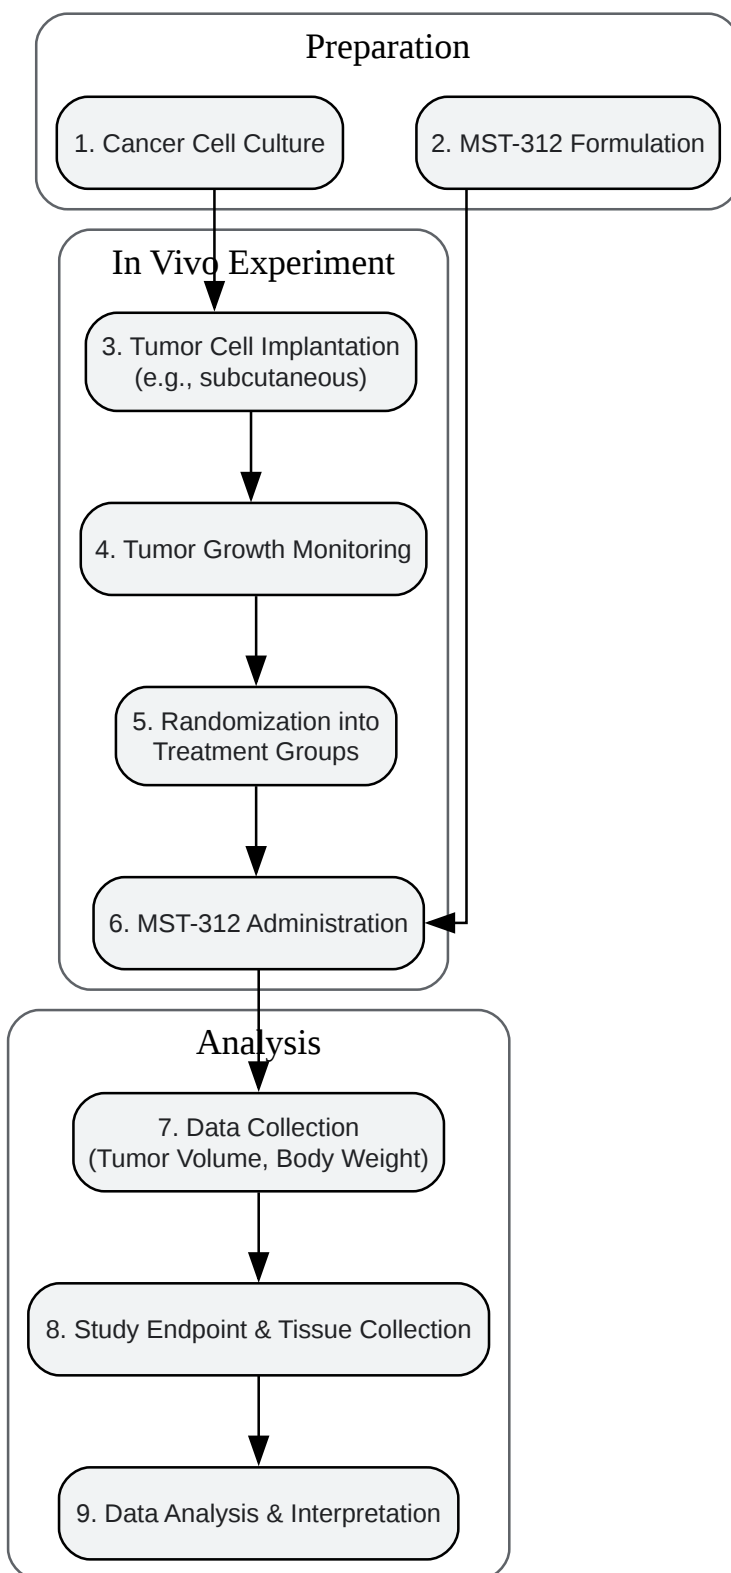 Preparation
1. Cancer Cell Culture
2. MST-312 Formulation
In Vivo Experiment
3. Tumor Cell Implantation
(e.g., subcutaneous)
4. Tumor Growth Monitoring
5. Randomization into
Treatment Groups
6. MST-312 Administration
Analysis
7. Data Collection
(Tumor Volume, Body Weight)
8. Study Endpoint & Tissue Collection
9. Data Analysis & Interpretation